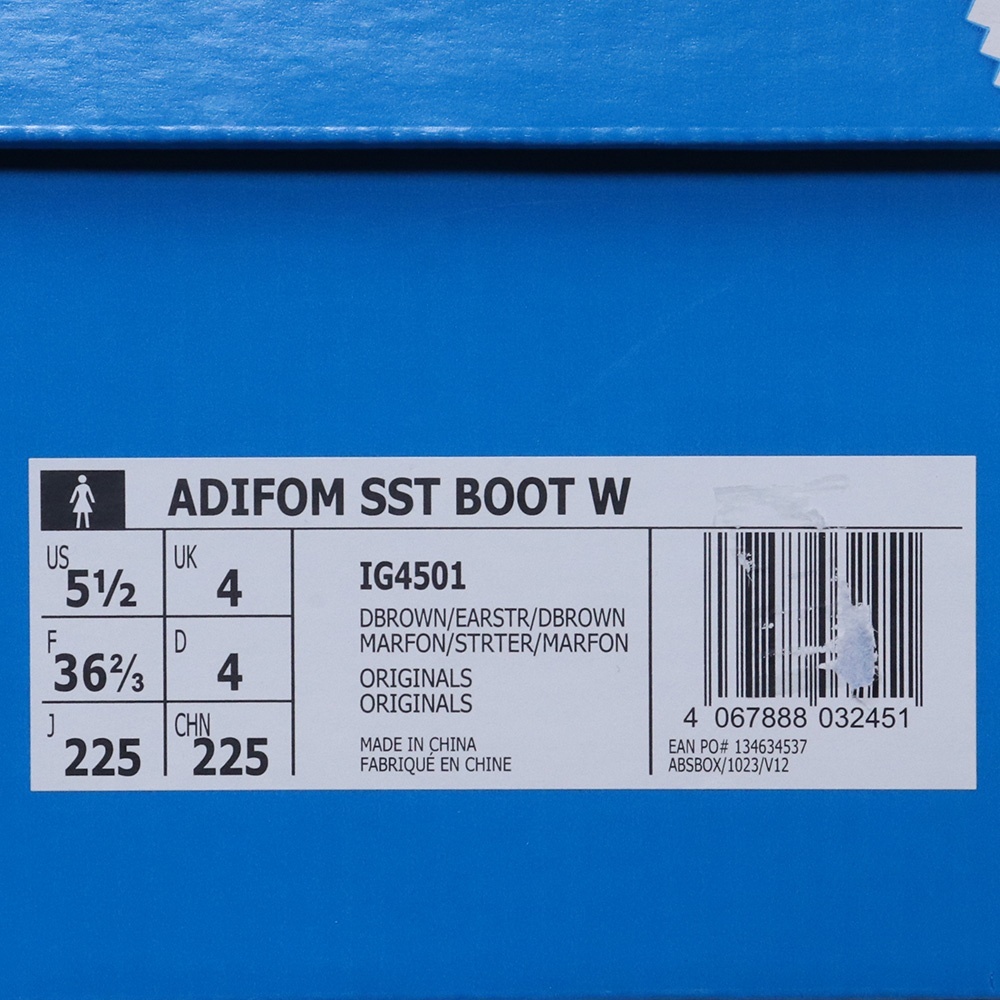 ADIFOM SST BOOT W
US 5½
UK 4
F 36⅔
D 4
J 225
CHN 225
IG4501
DBROWN/EARSTR/DBROWN
MARFON/STRTER/MARFON
ORIGINALS
ORIGINALS
MADE IN CHINA
FABRIQUÉ EN CHINE
4 067888 032451
EAN PO# 134634537
ABSBOX/1023/V12